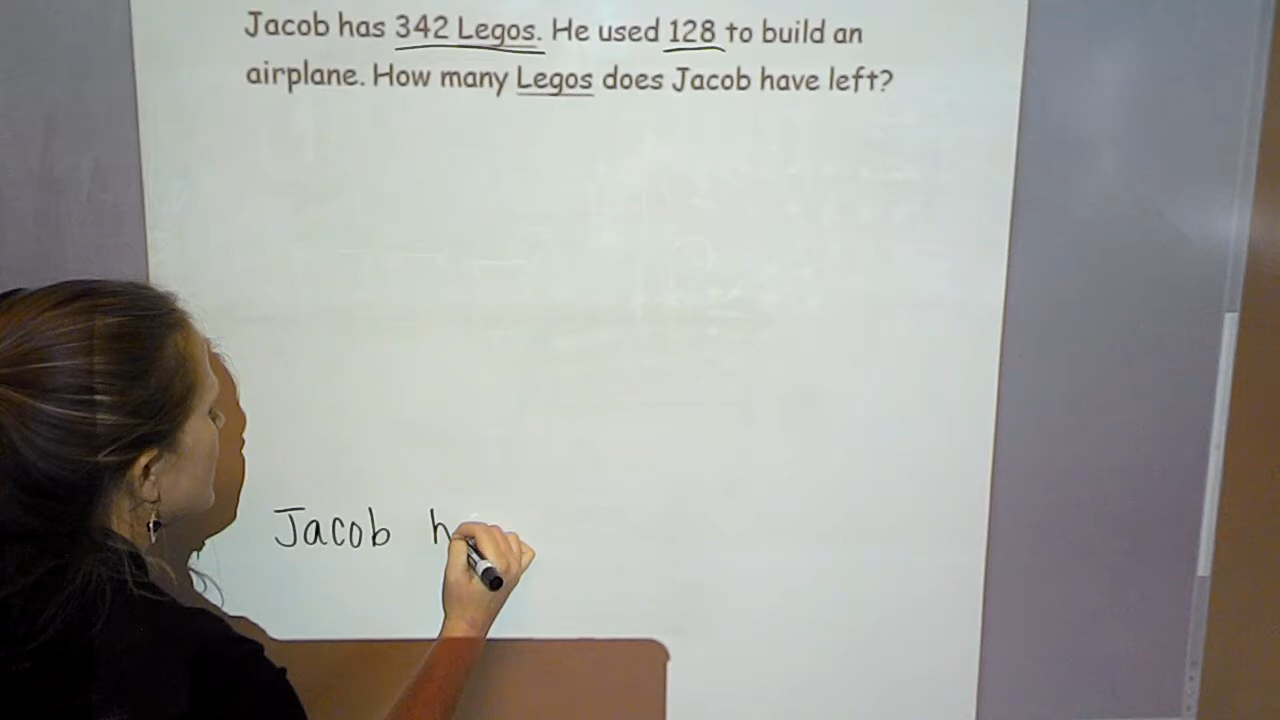 Jacob has 342 Legos. He used 128 to build an
airplane. How many Legos does Jacob have left?
Jacob h